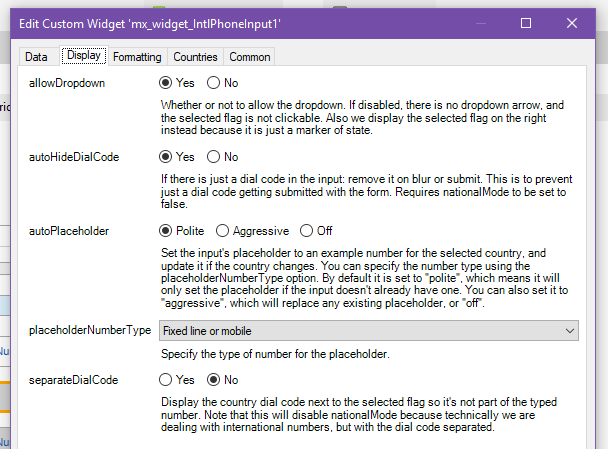 Edit Custom Widget 'mx_widget_IntlPhoneInput1'
Data Display Formatting Countries Common
allowDropdown Yes No
Whether or not to allow the dropdown. If disabled, there is no dropdown arrow, and
the selected flag is not clickable. Also we display the selected flag on the right
instead because it is just a marker of state.
autoHideDialCode Yes No
If there is just a dial code in the input: remove it on blur or submit. This is to prevent
just a dial code getting submitted with the form. Requires nationalMode to be set to
false.
autoPlaceholder Polite Aggressive Off
Set the input's placeholder to an example number for the selected country, and
update it if the country changes. You can specify the number type using the
placeholderNumberType option. By default it is set to "polite", which means it will
only set the placeholder if the input doesn't already have one. You can also set it to
"aggressive", which will replace any existing placeholder, or "off".
placeholderNumberType Fixed line or mobile
Specify the type of number for the placeholder.
separateDialCode Yes No
Display the country dial code next to the selected flag so it's not part of the typed
number. Note that this will disable nationalMode because technically we are
dealing with international numbers, but with the dial code separated.